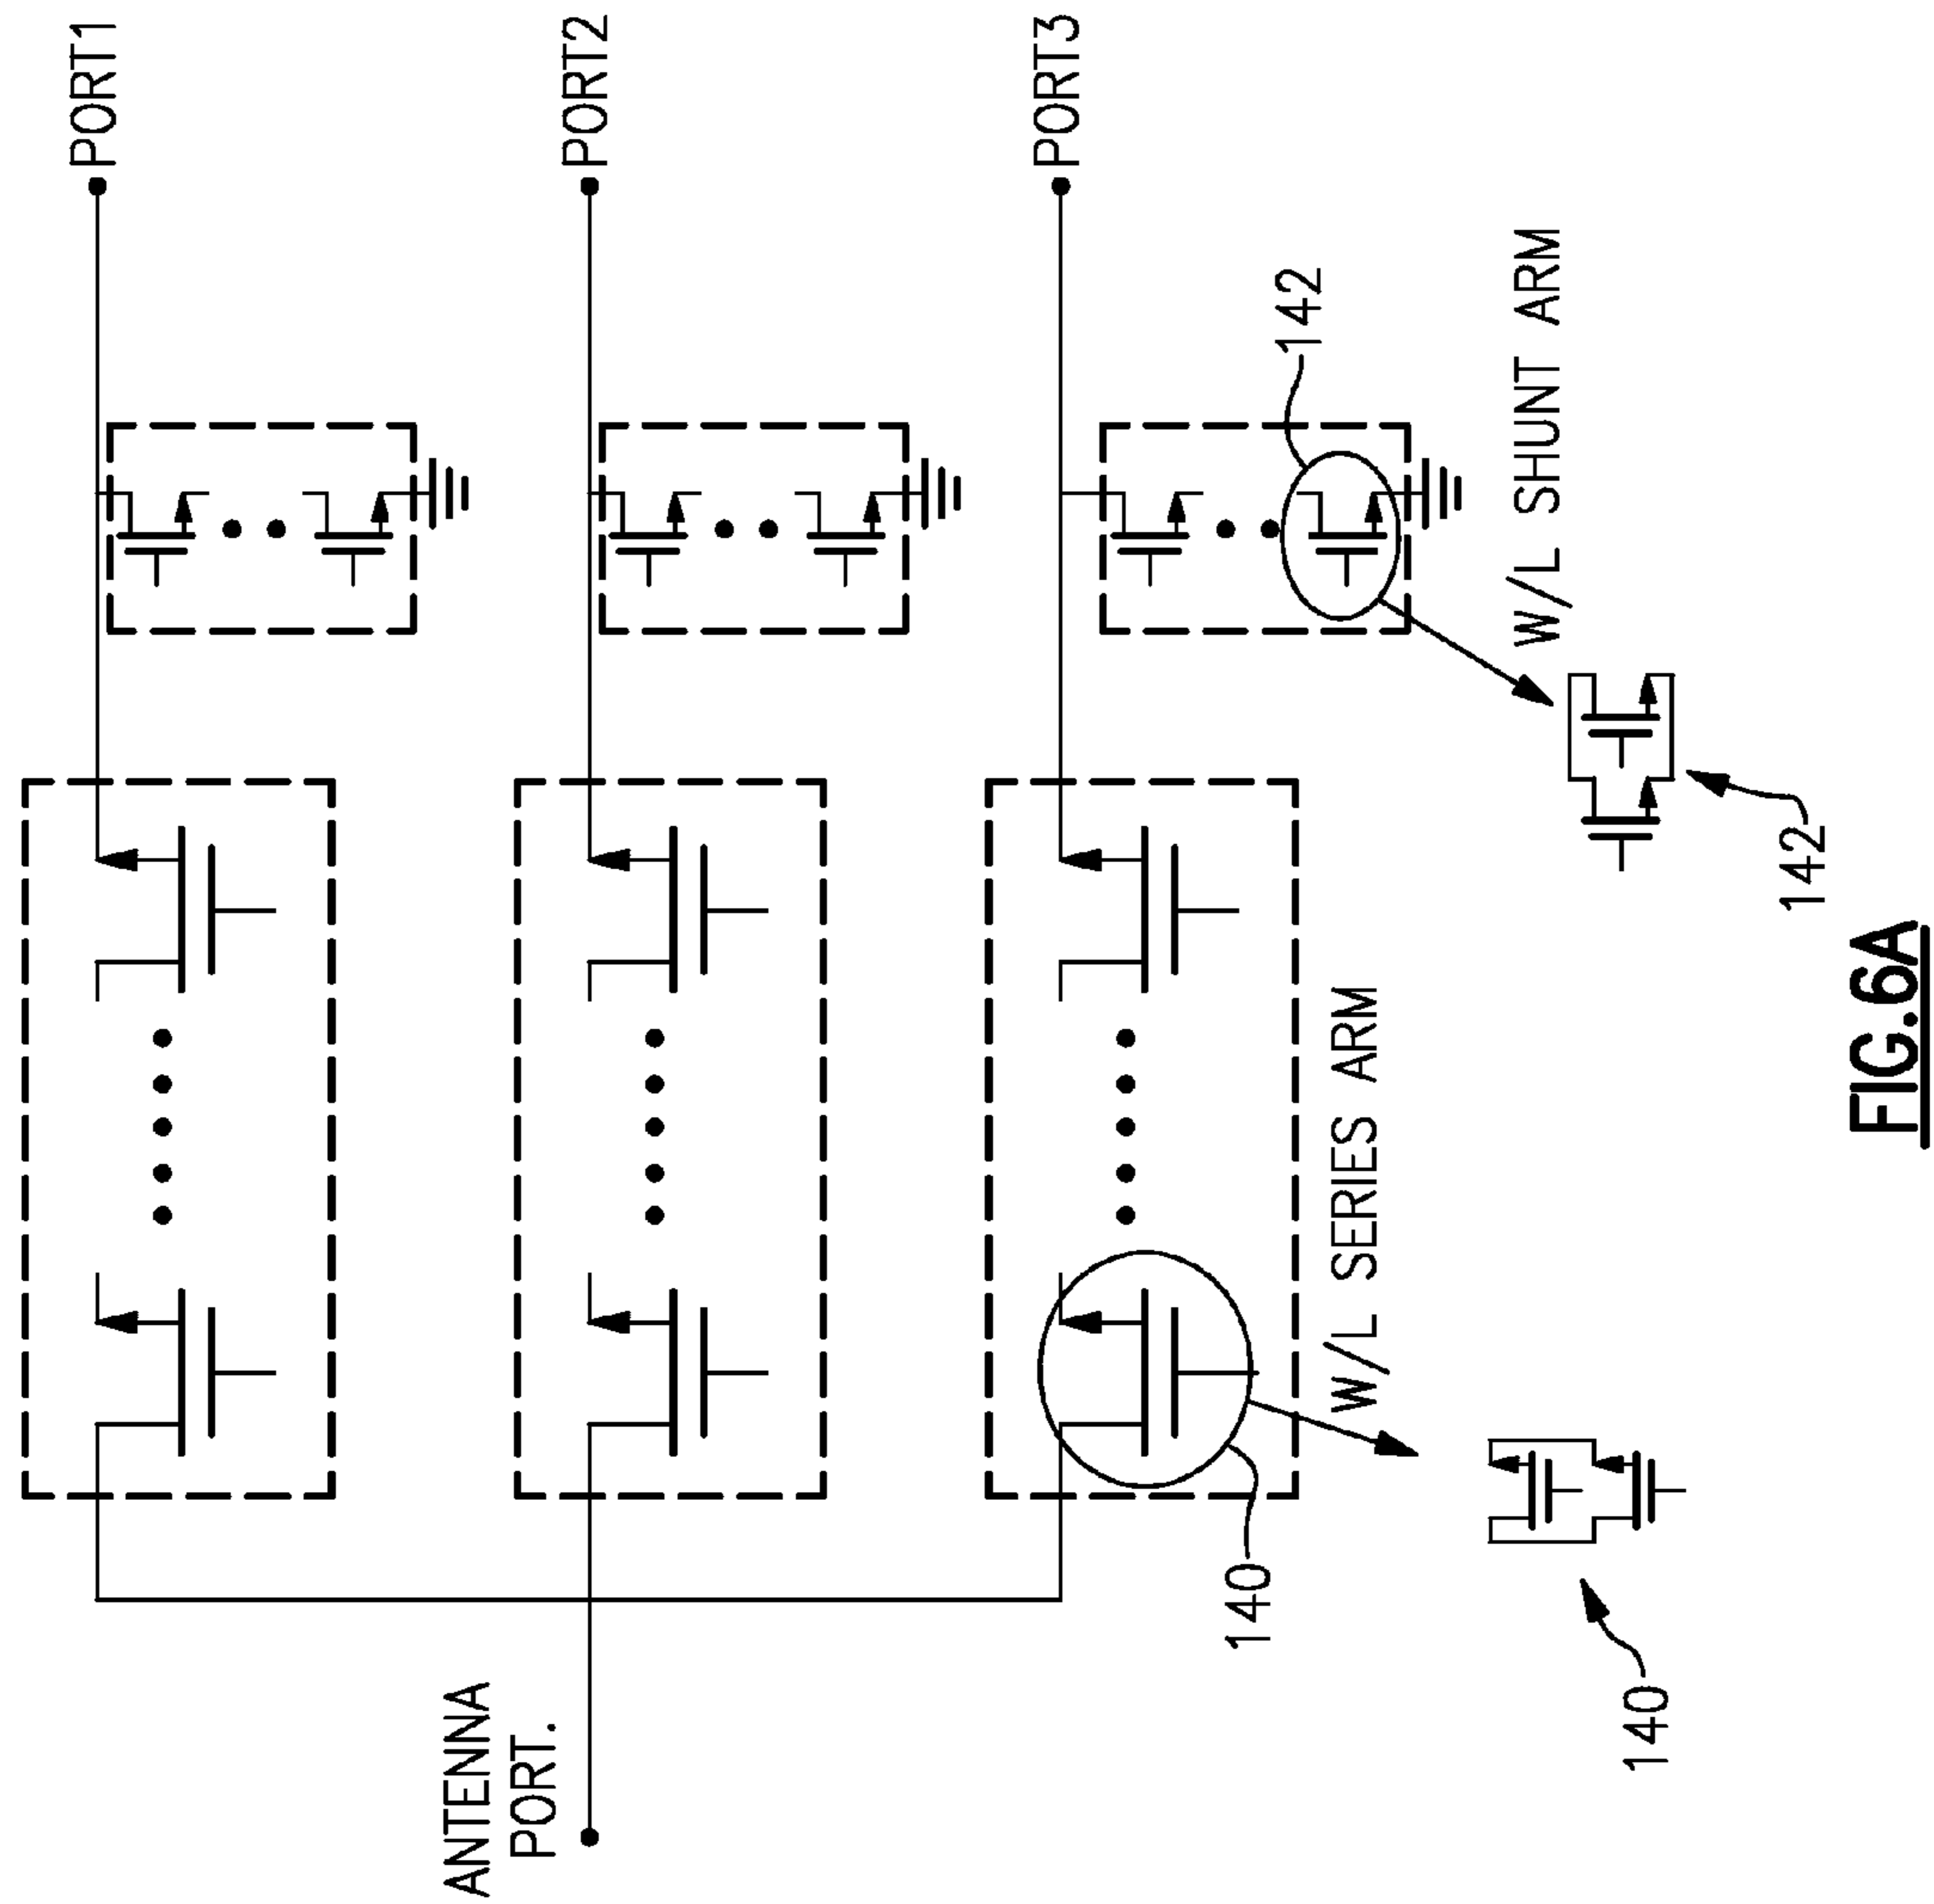 ANTENNA
PORT.
PORT1
PORT2
PORT3
140
142
W/L SERIES ARM
W/L SHUNT ARM
140
142
FIG.6A